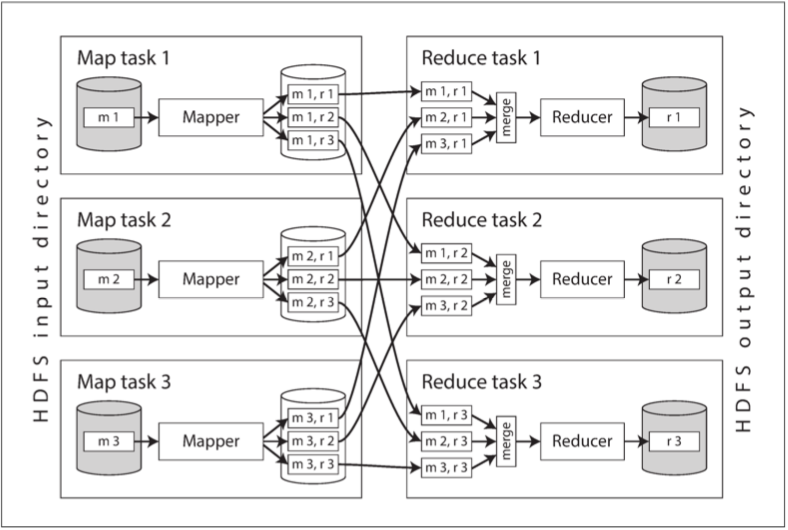 HDFS input directory
Map task 1
m 1
Mapper
m 1, r 1
m 1, r 2
m 1, r 3
Map task 2
m 2
Mapper
m 2, r 1
m 2, r 2
m 2, r 3
Map task 3
m 3
Mapper
m 3, r 1
m 3, r 2
m 3, r 3
Reduce task 1
m 1, r 1
m 2, r 1
m 3, r 1
merge
Reducer
r 1
Reduce task 2
m 1, r 2
m 2, r 2
m 3, r 2
merge
Reducer
r 2
Reduce task 3
m 1, r 3
m 2, r 3
m 3, r 3
merge
Reducer
r 3
HDFS output directory